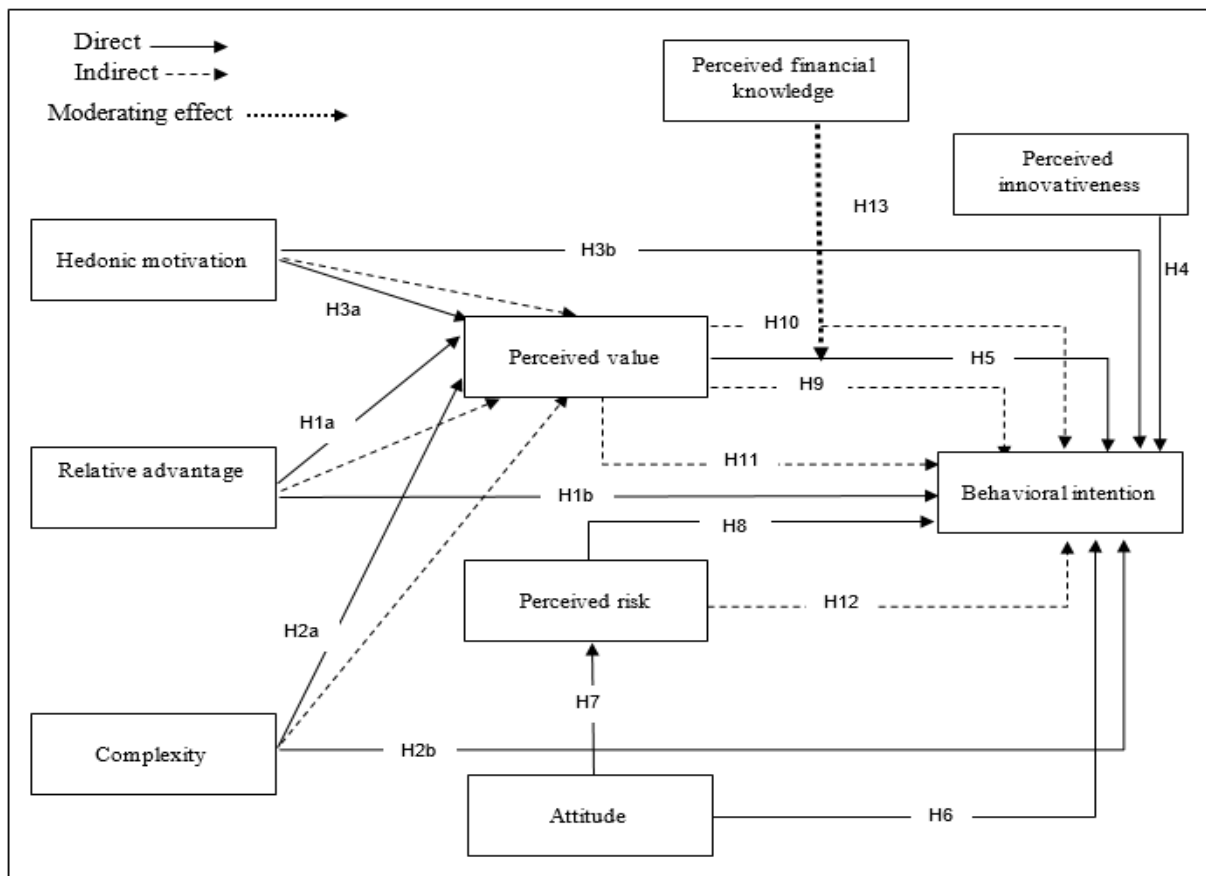 Direct
Indirect
Moderating effect
Perceived financial
knowledge
Perceived
innovativeness
H13
Hedonic motivation
H3b
H4
H3a
H10
Perceived value
H5
H9
H1a
Relative advantage
H11
H1b
Behavioral intention
H8
Perceived risk
H12
H2a
H7
Complexity
H2b
Attitude
H6